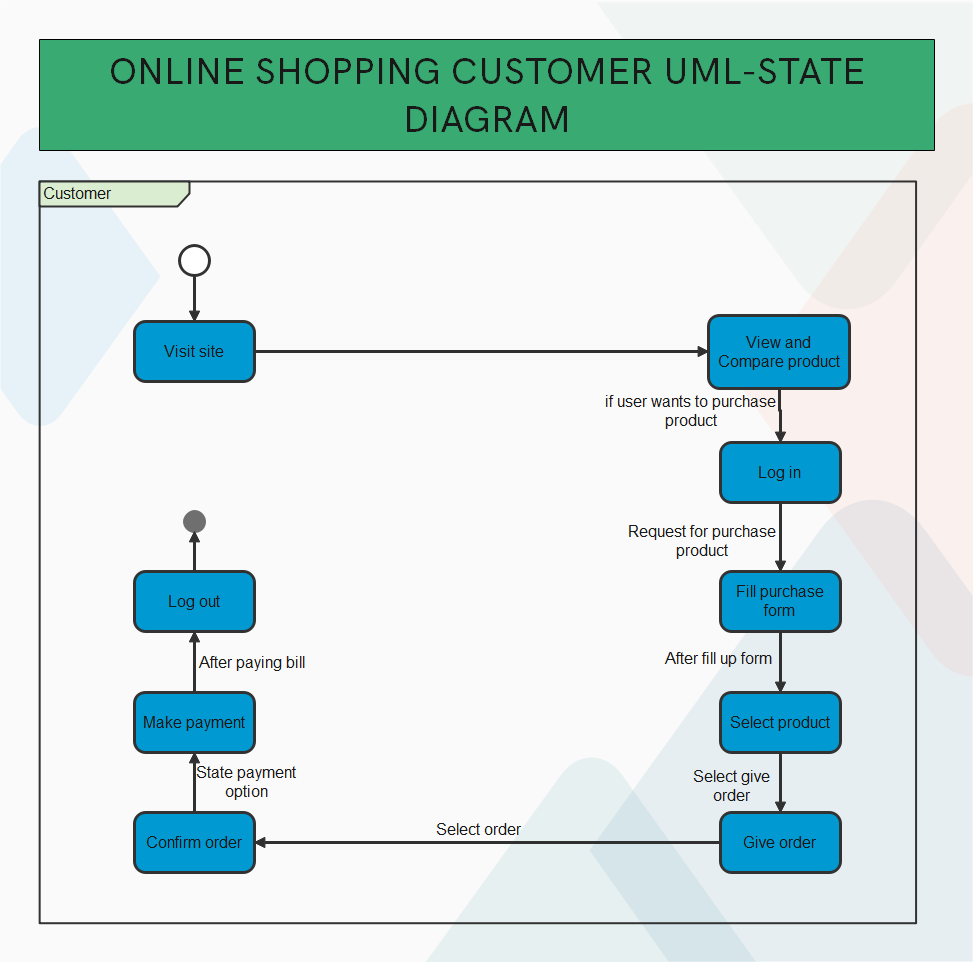 ONLINE SHOPPING CUSTOMER UML-STATE
DIAGRAM
Customer
Visit site
View and
Compare product
if user wants to purchase
product
Log in
Request for purchase
product
Fill purchase
form
After fill up form
Select product
Select give
order
Give order
Select order
Confirm order
State payment
option
Make payment
After paying bill
Log out